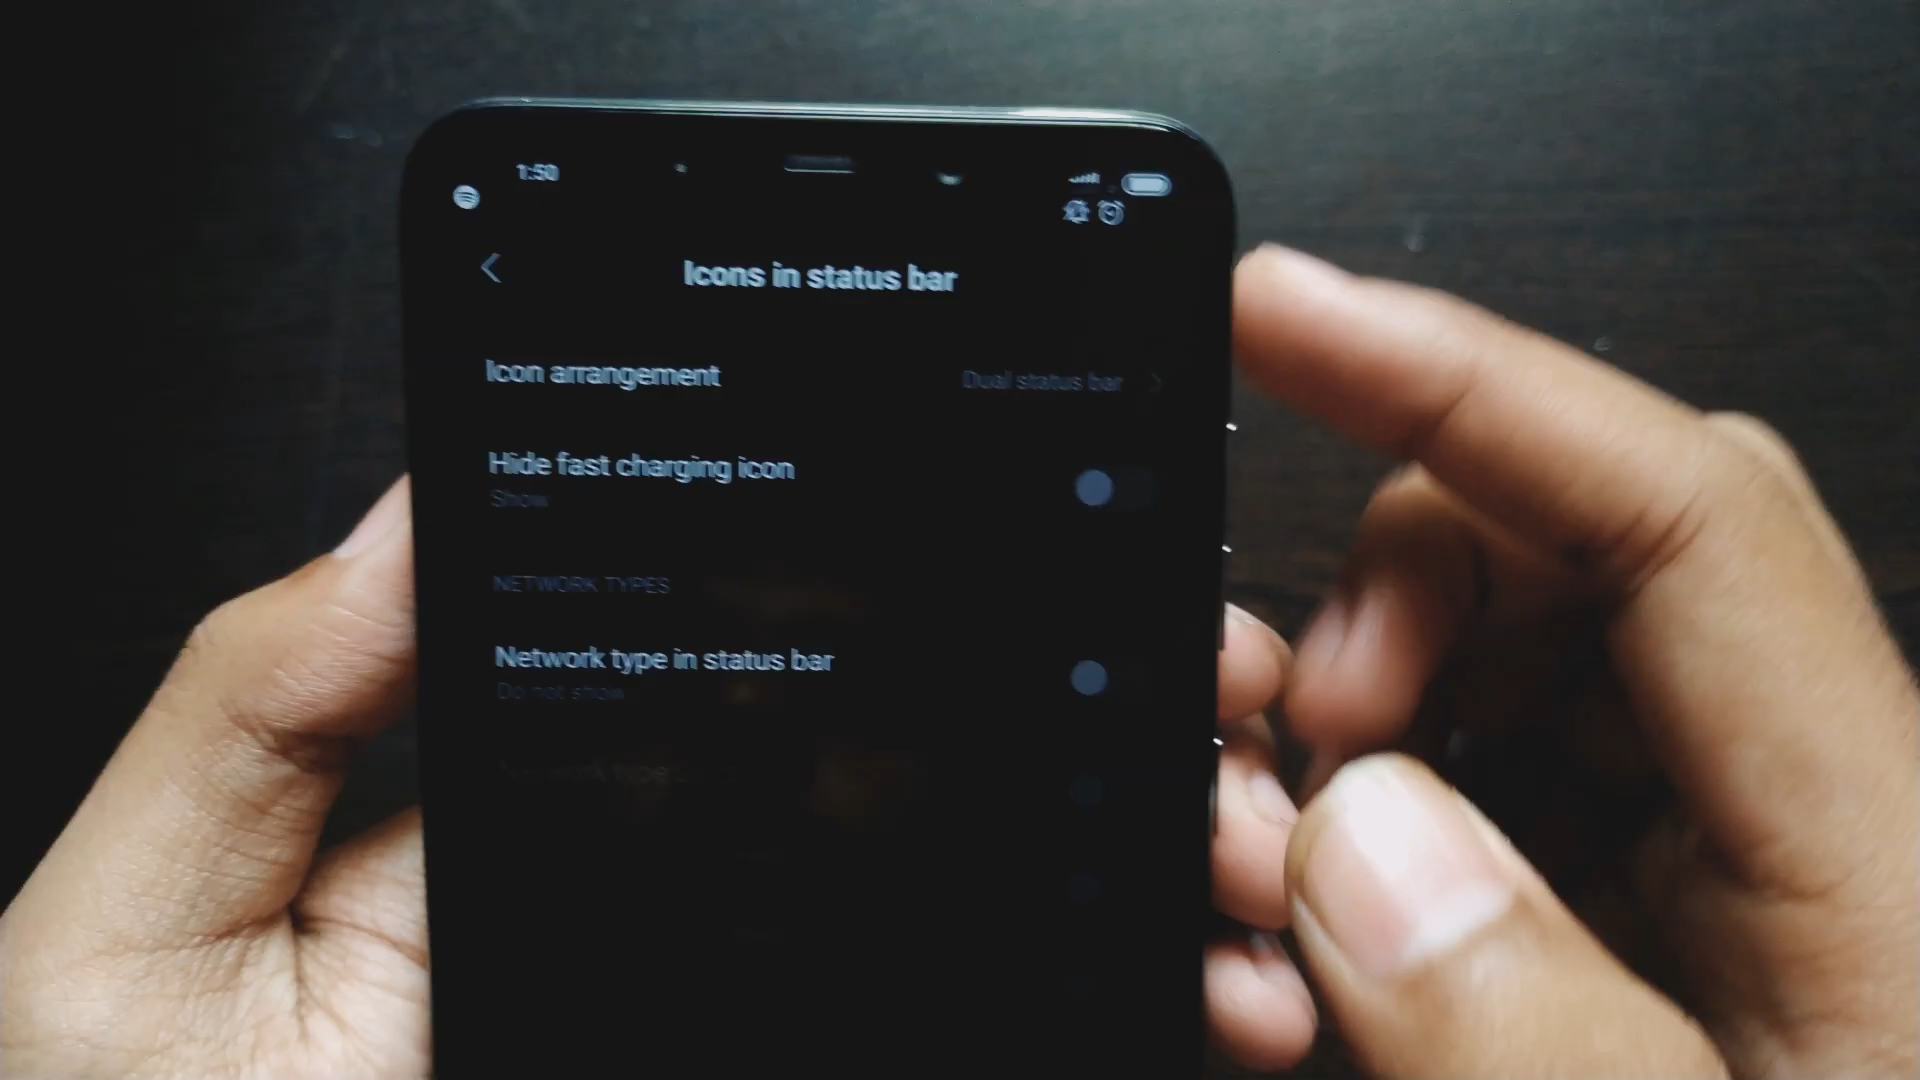 1:50
Icons in status bar
Icon arrangement
Dual status bar
Hide fast charging icon
Show
NETWORK TYPES
Network type in status bar
Do not show